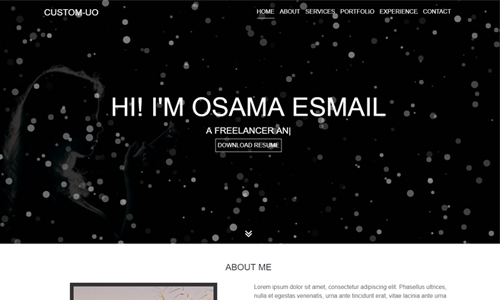 CUSTOM-UO
HOME ABOUT SERVICES PORTFOLIO EXPERIENCE CONTACT
HI! I'M OSAMA ESMAIL
A FREELANCER AN|
DOWNLOAD RESUME
ABOUT ME
Lorem ipsum dolor sit amet, consectetur adipiscing elit. Phasellus ultrices,
nulla et egestas venenatis, urna ante tincidunt erat, vitae lacinia ante